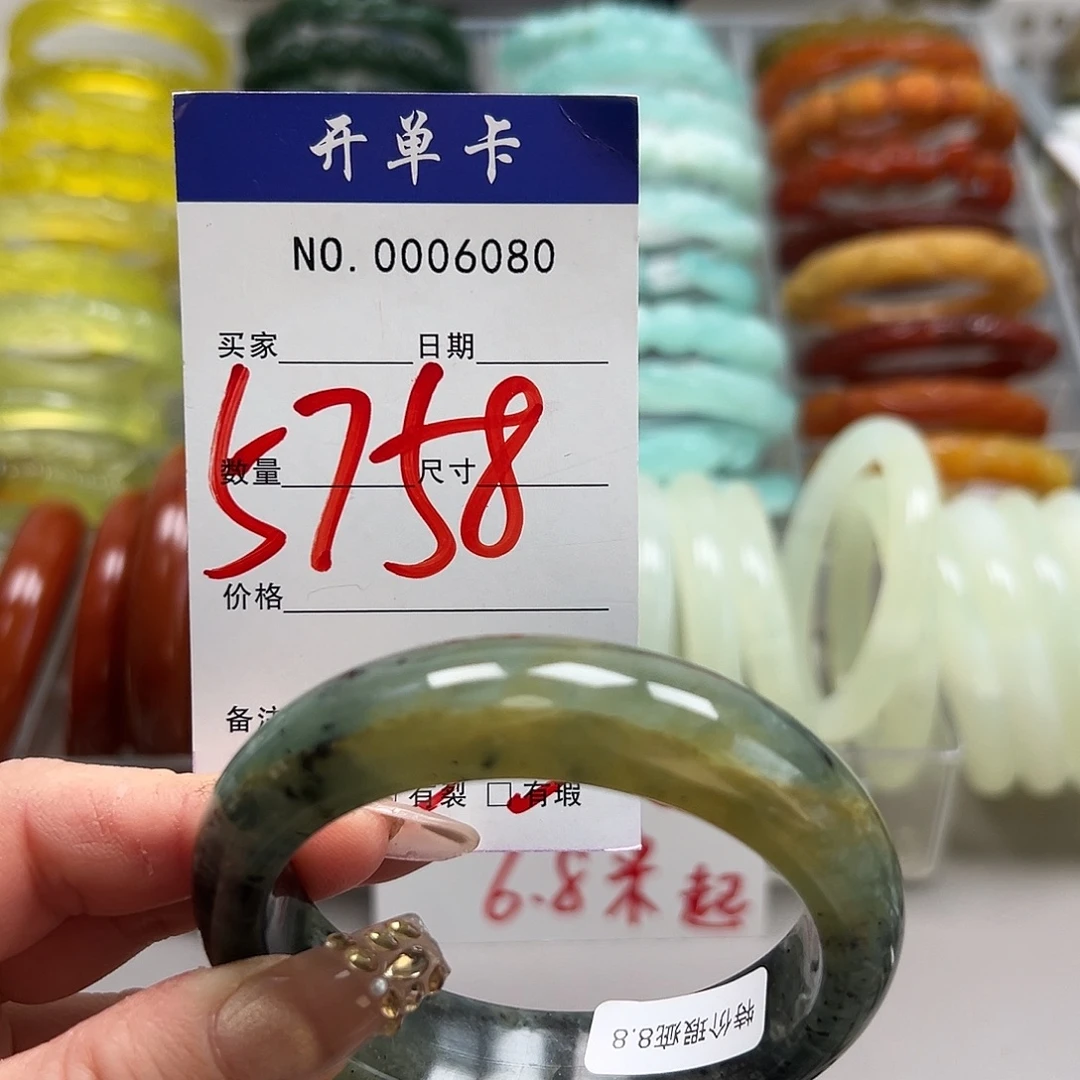 开单卡
NO. 0006080
买家 日期
5758
数量 尺寸
价格
备注
有裂 □有瑕
6.8米起
特价瑕疵8.8